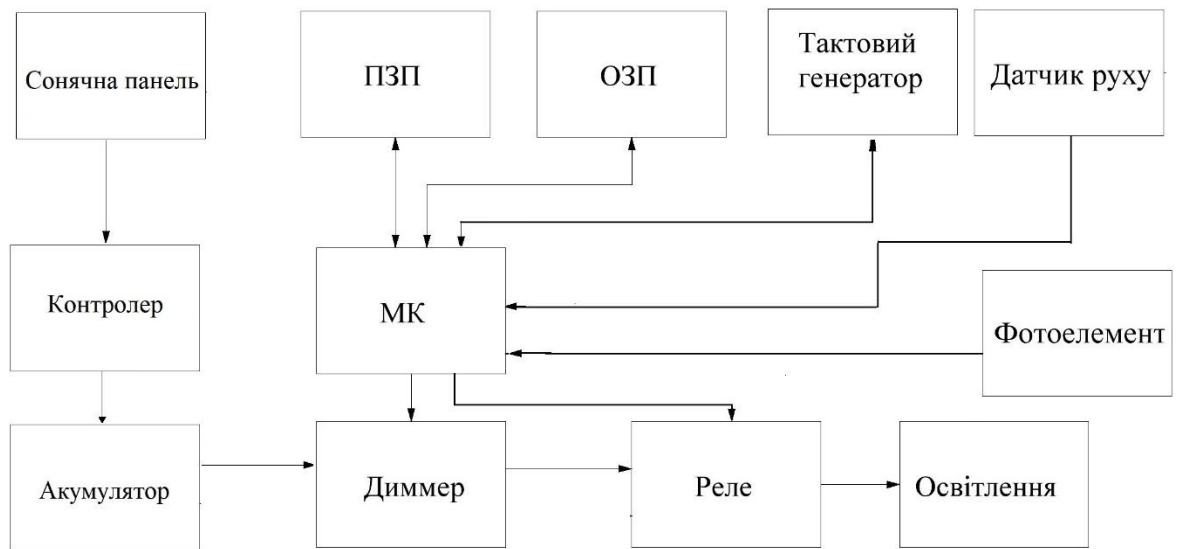 Сонячна панель
ПЗП
ОЗП
Тактовий
генератор
Датчик руху
Контролер
МК
Фотоелемент
Акумулятор
Диммер
Реле
Освітлення